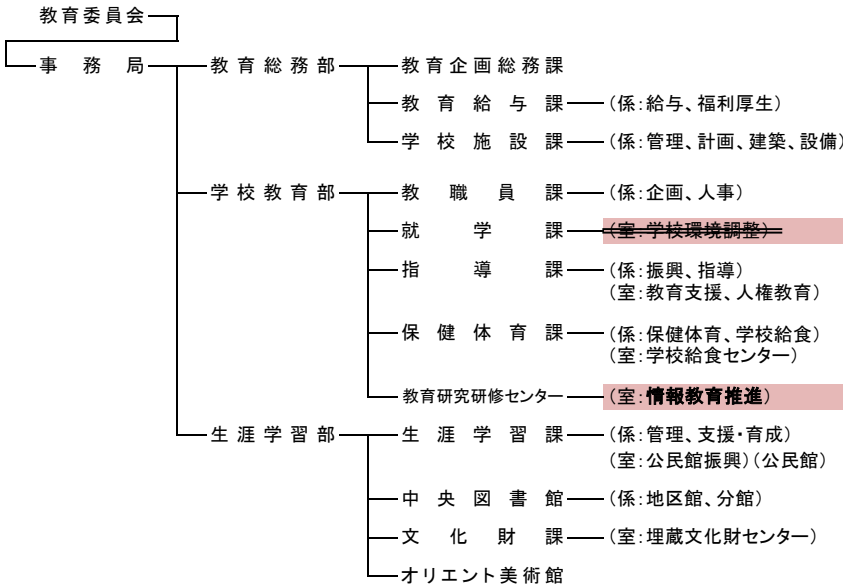 教育委員会
事務局 教育総務部 教育企画総務課
教育給与課 (係:給与、福利厚生)
学校施設課 (係:管理、計画、建築、設備)
学校教育部 教職員課 (係:企画、人事)
就学課 (室:学校環境調整)
指導課 (係:振興、指導)
(室:教育支援、人権教育)
保健体育課 (係:保健体育、学校給食)
(室:学校給食センター)
教育研究研修センター (室:情報教育推進)
生涯学習部 生涯学習課 (係:管理、支援・育成)
(室:公民館振興)(公民館)
中央図書館 (係:地区館、分館)
文化財課 (室:埋蔵文化財センター)
オリエント美術館